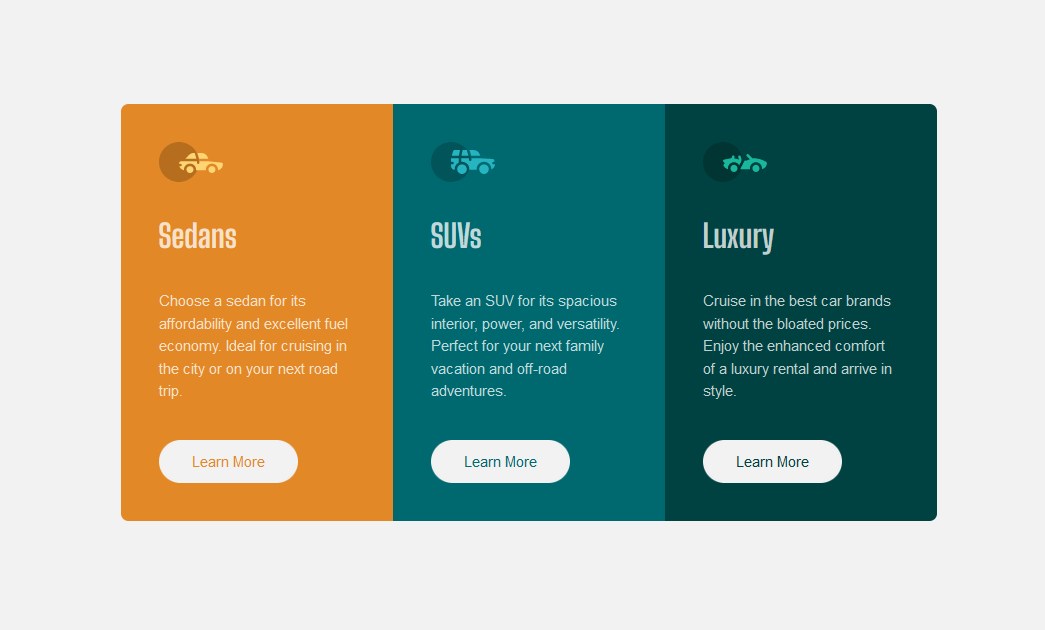 Sedans
Choose a sedan for its
affordability and excellent fuel
economy. Ideal for cruising in
the city or on your next road
trip.
Learn More
SUVs
Take an SUV for its spacious
interior, power, and versatility.
Perfect for your next family
vacation and off-road
adventures.
Learn More
Luxury
Cruise in the best car brands
without the bloated prices.
Enjoy the enhanced comfort
of a luxury rental and arrive in
style.
Learn More